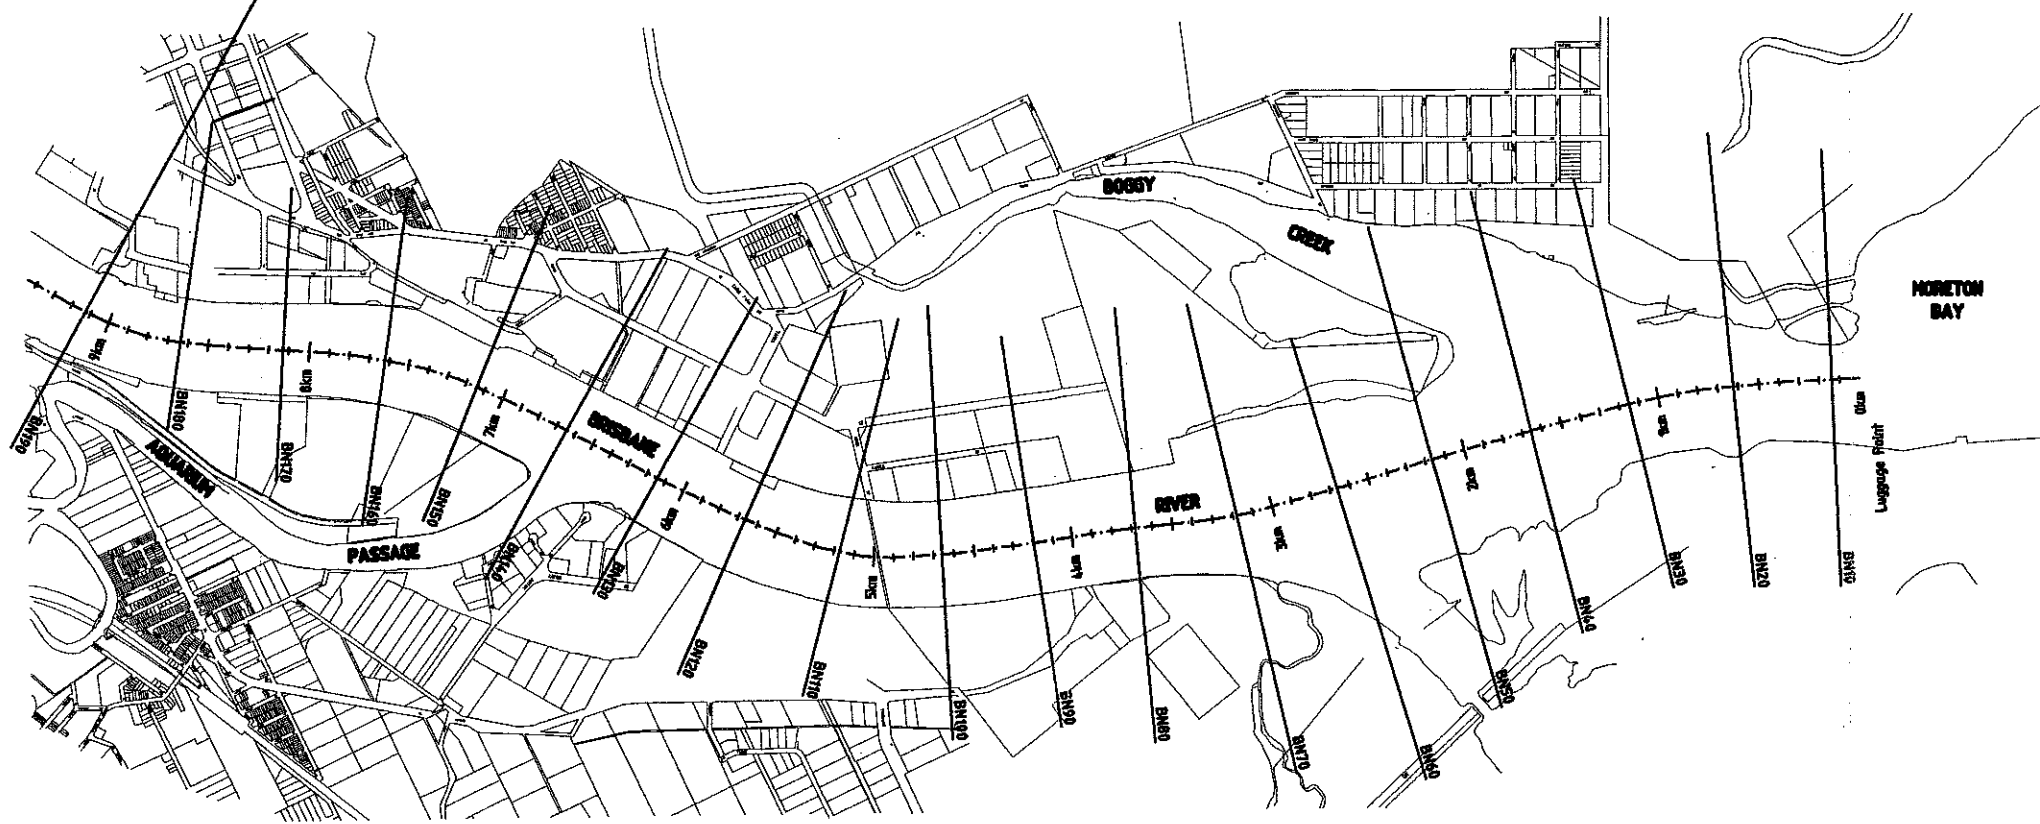 BOGGY
CREEK
MORETON
BAY
BRISBANE
RIVER
AQUARIUM
PASSAGE
9km
8km
7km
6km
5km
4km
3km
2km
1km
0km
Luggage Point
BN190
BN180
BN170
BN160
BN150
BN140
BN130
BN120
BN110
BN100
BN90
BN80
BN70
BN60
BN50
BN40
BN30
BN20
BN10